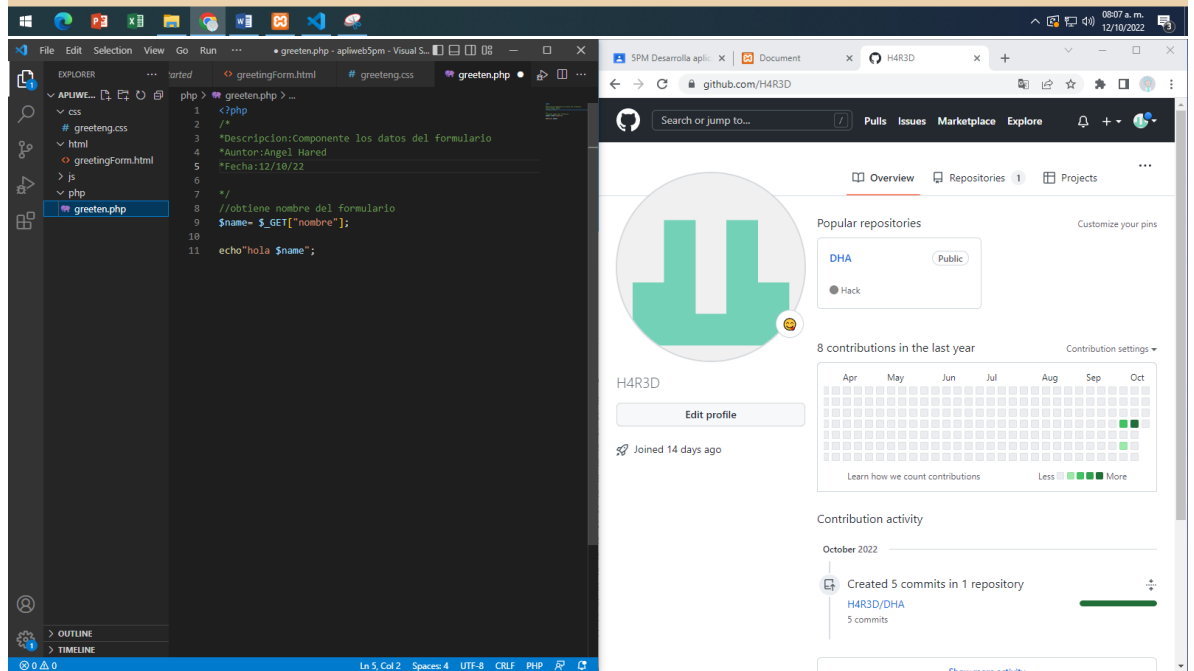 08:07 a. m.
12/10/2022
3
File Edit Selection View Go Run ··· ● greeten.php - apliweb5pm - Visual S...
EXPLORER ···
APLIWE...
css
# greeteng.css
html
<> greetingForm.html
js
php
greeten.php
OUTLINE
TIMELINE
arted <> greetingForm.html # greeteng.css greeten.php ●
php > greeten.php > ...
1 <?php
2 /*
3 *Descripcion:Componente los datos del formulario
4 *Auntor:Angel Hared
5 *Fecha:12/10/22
6
7 */
8 //obtiene nombre del formulario
9 $name= $_GET["nombre"];
10
11 echo"hola $name";
0 0 Ln 5, Col 2 Spaces: 4 UTF-8 CRLF PHP
5PM Desarrolla aplic Document H4R3D
github.com/H4R3D
Search or jump to... / Pulls Issues Marketplace Explore
Overview Repositories 1 Projects
H4R3D
Edit profile
Joined 14 days ago
Popular repositories Customize your pins
DHA Public
Hack
8 contributions in the last year Contribution settings
Apr May Jun Jul Aug Sep Oct
Learn how we count contributions Less More
Contribution activity
October 2022
Created 5 commits in 1 repository
H4R3D/DHA
5 commits
Show more activity